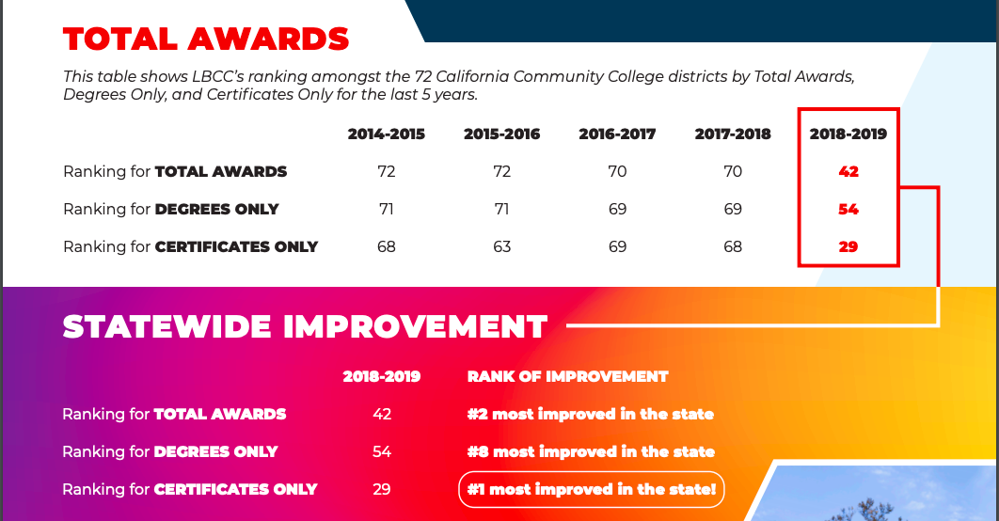 TOTAL AWARDS
This table shows LBCC's ranking amongst the 72 California Community College districts by Total Awards,
Degrees Only, and Certificates Only for the last 5 years.
2014-2015 2015-2016 2016-2017 2017-2018 2018-2019
Ranking for TOTAL AWARDS 72 72 70 70 42
Ranking for DEGREES ONLY 71 71 69 69 54
Ranking for CERTIFICATES ONLY 68 63 69 68 29
STATEWIDE IMPROVEMENT
2018-2019 RANK OF IMPROVEMENT
Ranking for TOTAL AWARDS 42 #2 most improved in the state
Ranking for DEGREES ONLY 54 #8 most improved in the state
Ranking for CERTIFICATES ONLY 29 #1 most improved in the state!